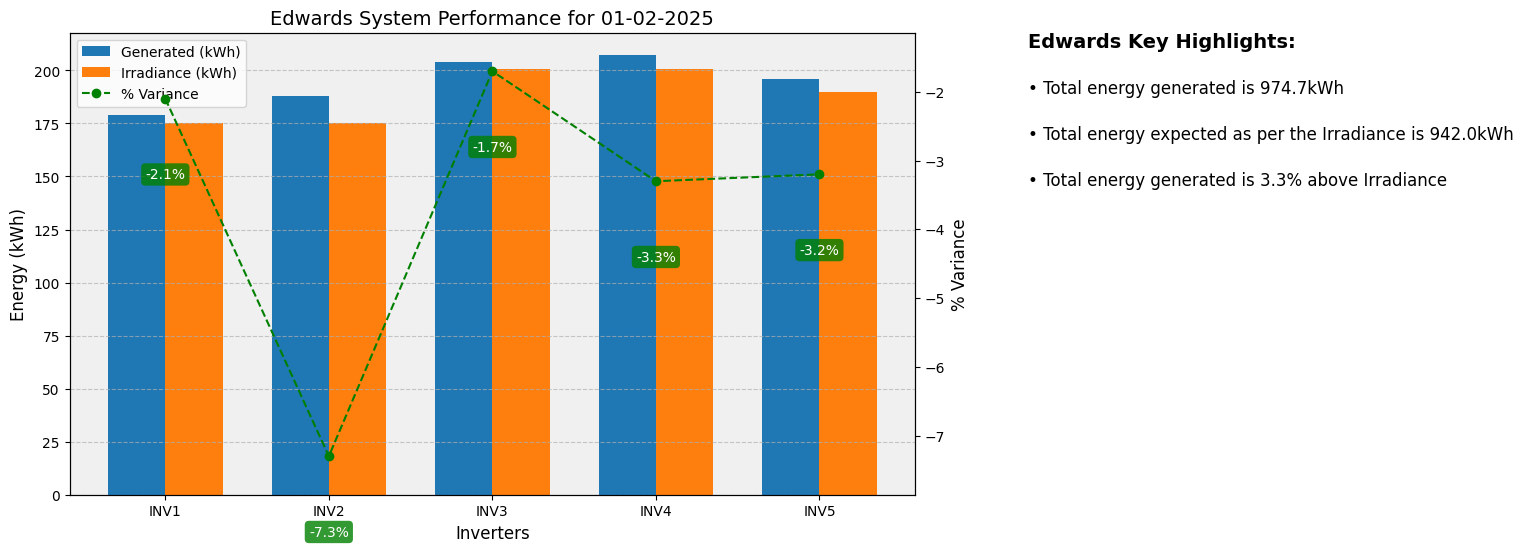 Edwards System Performance for 01-02-2025
Generated (kWh)
Irradiance (kWh)
% Variance
Energy (kWh)
200
175
150
125
100
75
50
25
0
-2.1%
-7.3%
-1.7%
-3.3%
-3.2%
INV1
INV2
INV3
INV4
INV5
Inverters
−2
−3
−4
−5
−6
−7
% Variance
Edwards Key Highlights:
• Total energy generated is 974.7kWh
• Total energy expected as per the Irradiance is 942.0kWh
• Total energy generated is 3.3% above Irradiance